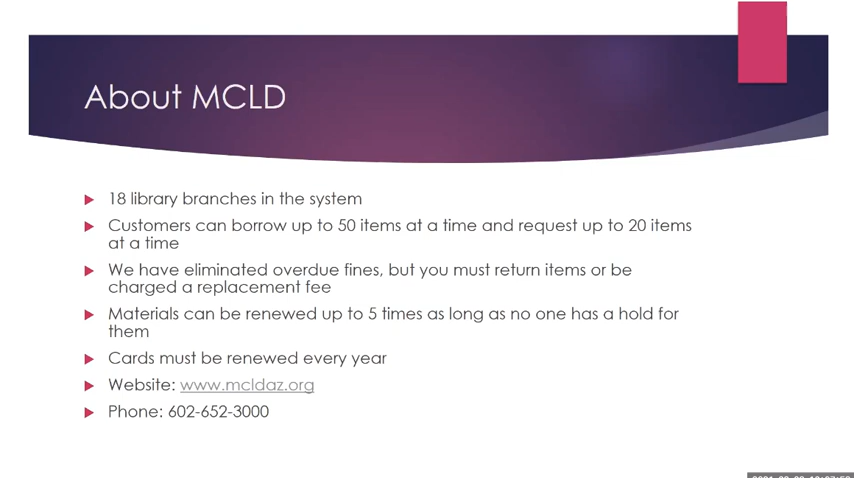 About MCLD
18 library branches in the system
Customers can borrow up to 50 items at a time and request up to 20 items
at a time
We have eliminated overdue fines, but you must return items or be
charged a replacement fee
Materials can be renewed up to 5 times as long as no one has a hold for
them
Cards must be renewed every year
Website: www.mcldaz.org
Phone: 602-652-3000